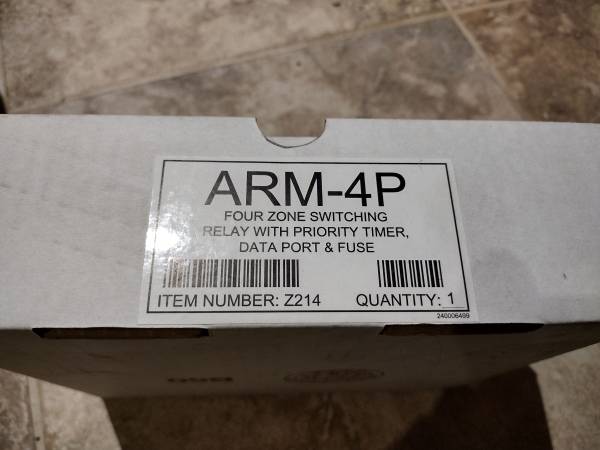 ARM-4P
FOUR ZONE SWITCHING
RELAY WITH PRIORITY TIMER,
DATA PORT & FUSE
ITEM NUMBER: Z214 QUANTITY: 1
240006499